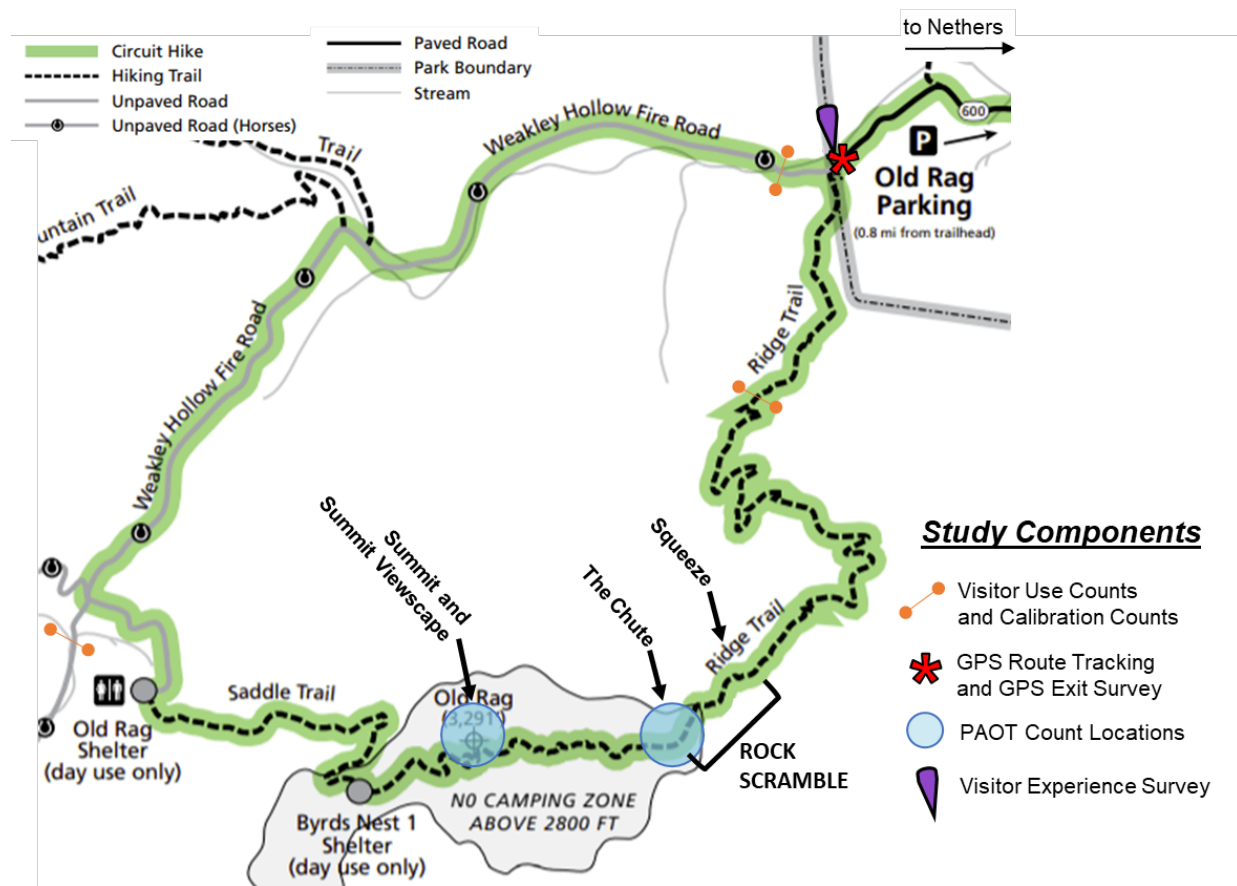 to Nethers
Circuit Hike
Hiking Trail
Unpaved Road
Unpaved Road (Horses)
Paved Road
Park Boundary
Stream
Trail
untain Trail
Weakley Hollow Fire Road
600
P
Old Rag
Parking
(0.8 mi from trailhead)
Ridge Trail
Weakley Hollow Fire Road
Summit and
Summit Viewscape
The Chute
Squeeze
Ridge Trail
Study Components
Visitor Use Counts
and Calibration Counts
GPS Route Tracking
and GPS Exit Survey
PAOT Count Locations
Visitor Experience Survey
Saddle Trail
Old Rag
Shelter
(day use only)
Old Rag
(3,291')
ROCK
SCRAMBLE
N0 CAMPING ZONE
ABOVE 2800 FT
Byrds Nest 1
Shelter
(day use only)